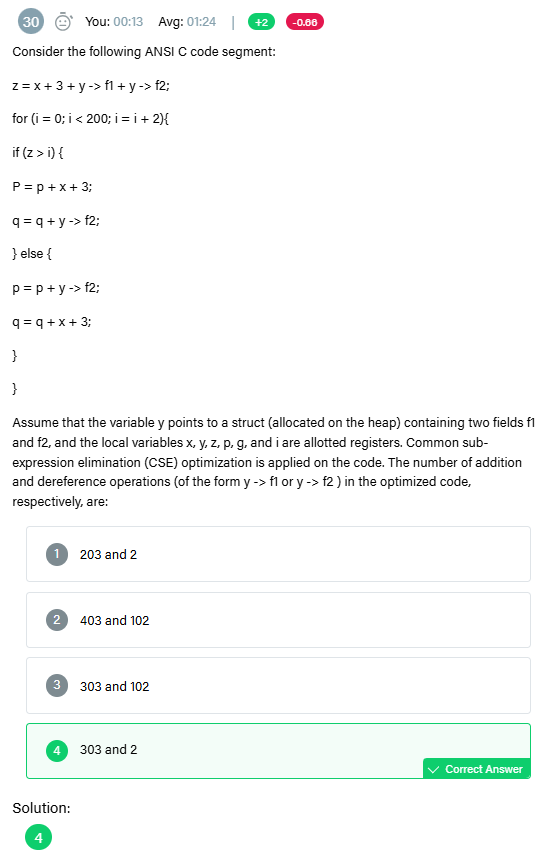 30 You: 00:13 Avg: 01:24 | +2 -0.66
Consider the following ANSI C code segment:
z = x + 3 + y -> f1 + y -> f2;
for (i = 0; i < 200; i = i + 2){
if (z > i) {
P = p + x + 3;
q = q + y -> f2;
} else {
p = p + y -> f2;
q = q + x + 3;
}
}
Assume that the variable y points to a struct (allocated on the heap) containing two fields f1
and f2, and the local variables x, y, z, p, g, and i are allotted registers. Common sub-
expression elimination (CSE) optimization is applied on the code. The number of addition
and dereference operations (of the form y -> f1 or y -> f2 ) in the optimized code,
respectively, are:
1 203 and 2
2 403 and 102
3 303 and 102
4 303 and 2
Correct Answer
Solution:
4